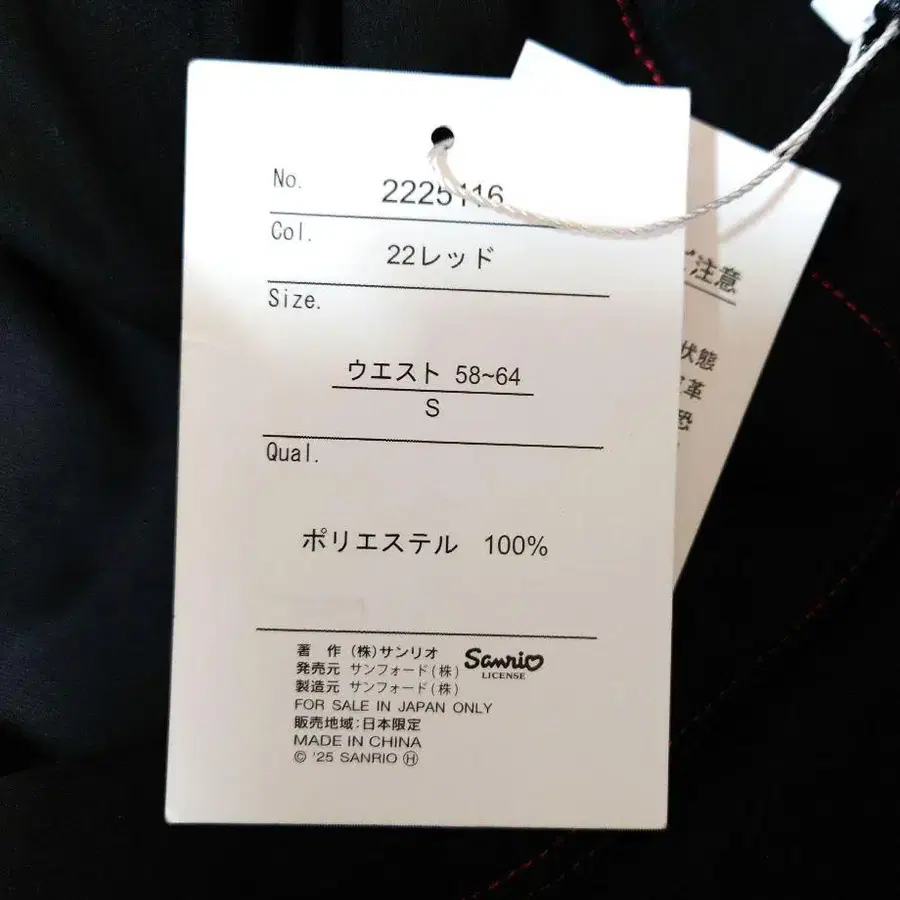 No. 2225116
Col.
22レッド
Size.
ウエスト 58~64
S
Qual.
ポリエステル 100%
著 作 (株)サンリオ
発売元 サンフォード(株)
製造元 サンフォード(株)
Sanrio
LICENSE
FOR SALE IN JAPAN ONLY
販売地域:日本限定
MADE IN CHINA
© '25 SANRIO Ⓗ
注意
状態
革
恐